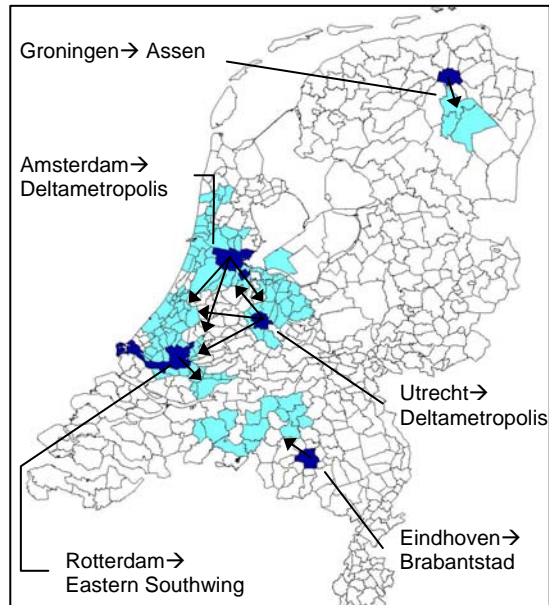 Groningen→ Assen
Amsterdam→
Deltametropolis
Utrecht→
Deltametropolis
Eindhoven→
Brabantstad
Rotterdam→
Eastern Southwing